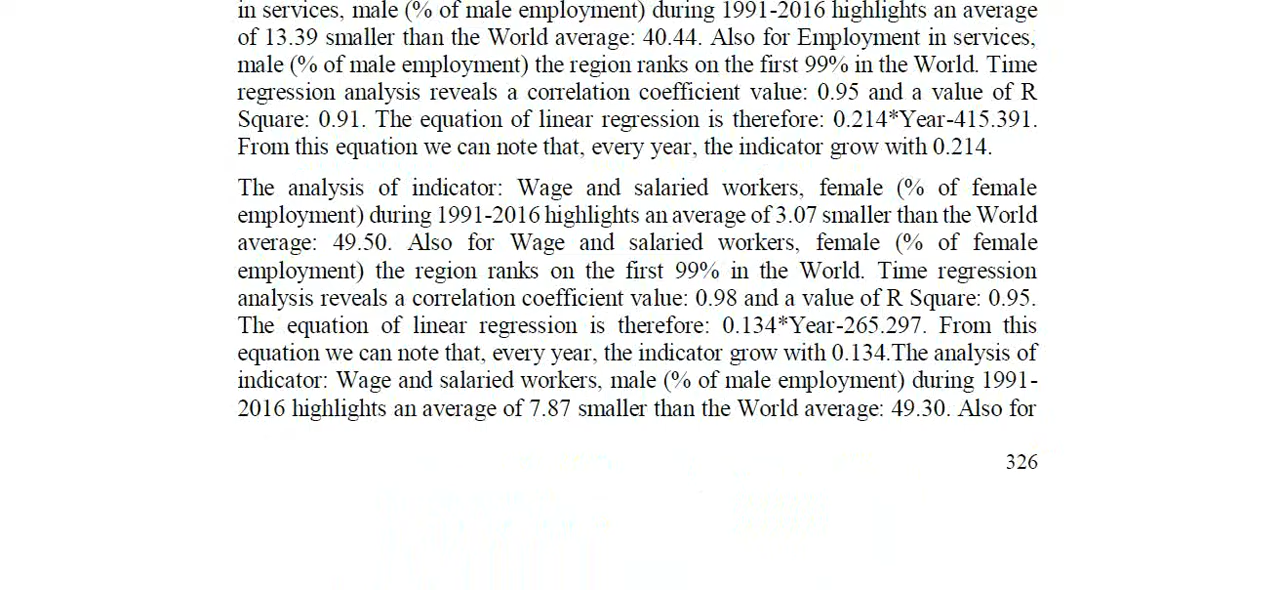 in services, male (% of male employment) during 1991-2016 highlights an average
of 13.39 smaller than the World average: 40.44. Also for Employment in services,
male (% of male employment) the region ranks on the first 99% in the World. Time
regression analysis reveals a correlation coefficient value: 0.95 and a value of R
Square: 0.91. The equation of linear regression is therefore: 0.214*Year-415.391.
From this equation we can note that, every year, the indicator grow with 0.214.
The analysis of indicator: Wage and salaried workers, female (% of female
employment) during 1991-2016 highlights an average of 3.07 smaller than the World
average: 49.50. Also for Wage and salaried workers, female (% of female
employment) the region ranks on the first 99% in the World. Time regression
analysis reveals a correlation coefficient value: 0.98 and a value of R Square: 0.95.
The equation of linear regression is therefore: 0.134*Year-265.297. From this
equation we can note that, every year, the indicator grow with 0.134.The analysis of
indicator: Wage and salaried workers, male (% of male employment) during 1991-
2016 highlights an average of 7.87 smaller than the World average: 49.30. Also for
326